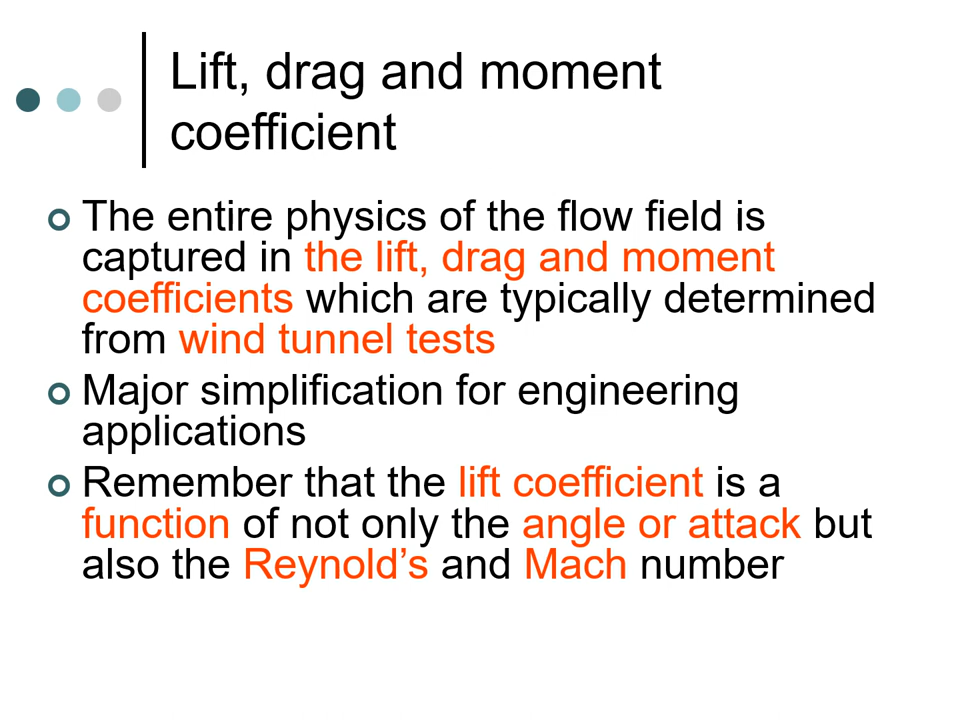 Lift, drag and moment
coefficient
The entire physics of the flow field is
captured in the lift, drag and moment
coefficients which are typically determined
from wind tunnel tests
Major simplification for engineering
applications
Remember that the lift coefficient is a
function of not only the angle or attack but
also the Reynold’s and Mach number